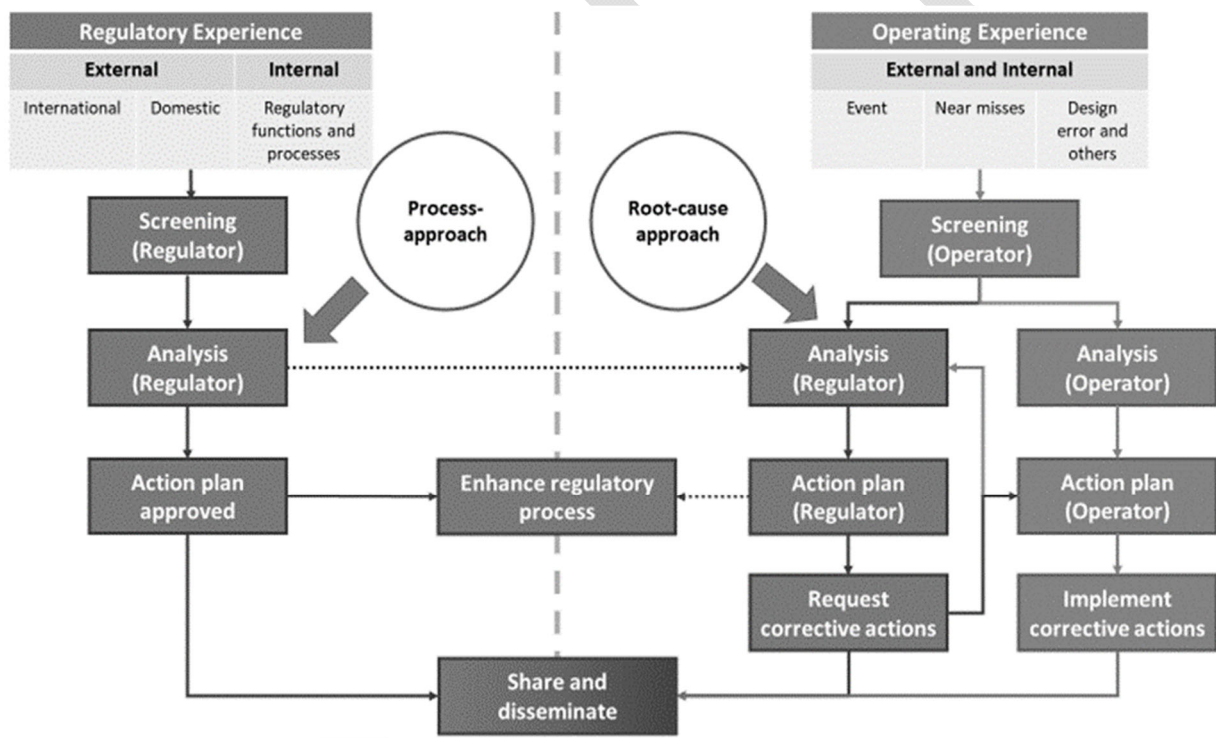 Regulatory Experience
External
Internal
International
Domestic
Regulatory
functions and
processes
Operating Experience
External and Internal
Event
Near misses
Design
error and
others
Process-
approach
Root-cause
approach
Screening
(Regulator)
Screening
(Operator)
Analysis
(Regulator)
Analysis
(Regulator)
Analysis
(Operator)
Action plan
approved
Enhance regulatory
process
Action plan
(Regulator)
Action plan
(Operator)
Request
corrective actions
Implement
corrective actions
Share and
disseminate